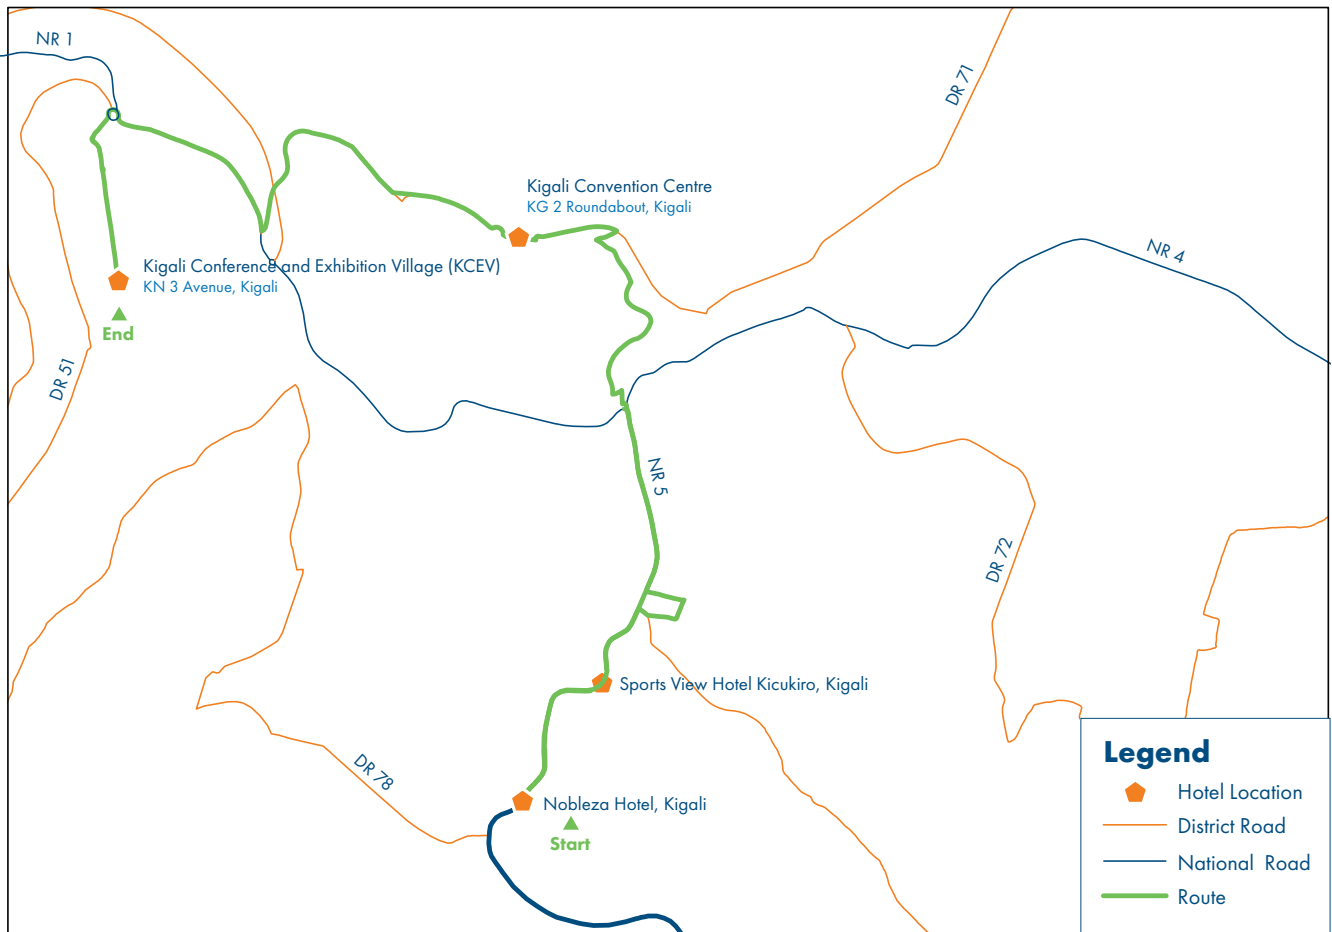 NR 1
DR 71
Kigali Convention Centre
KG 2 Roundabout, Kigali
NR 4
Kigali Conference and Exhibition Village (KCEV)
KN 3 Avenue, Kigali
End
DR 51
NR 5
DR 72
Sports View Hotel Kicukiro, Kigali
DR 78
Nobleza Hotel, Kigali
Start
Legend
Hotel Location
District Road
National Road
Route